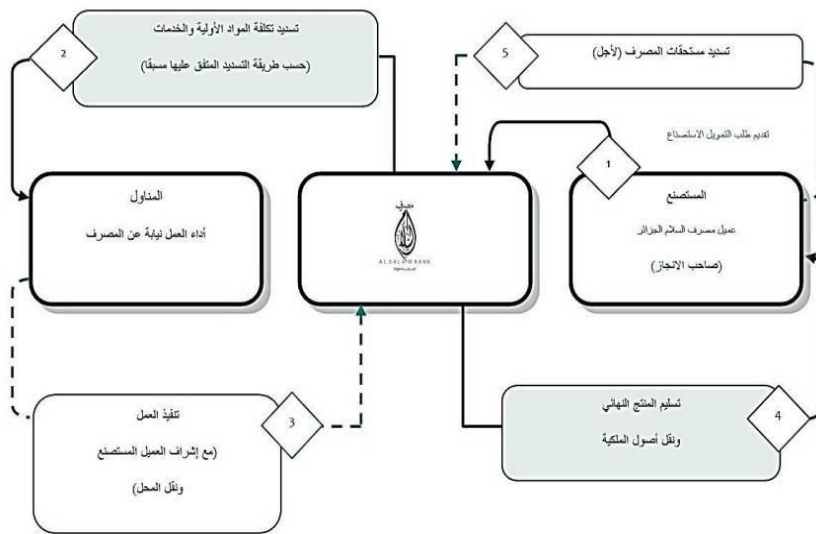 تسديد تكلفة المواد الأولية والخدمات
(حسب طريقة التسديد المتفق عليها مسبقا)
2
5
تسديد مستحقات المصرف (لأجل)
تقديم طلب التمويل الاستصناع
1
المستصنع
عميل مصرف السلام الجزائر
(صاحب الانجاز)
مصرف
السلام
ALSALAM BANK
المناول
أداء العمل نيابة عن المصرف
تسليم المنتج النهائي
ونقل أصول الملكية
4
3
تنفيذ العمل
(مع إشراف العميل المستصنع
ونقل المحل)